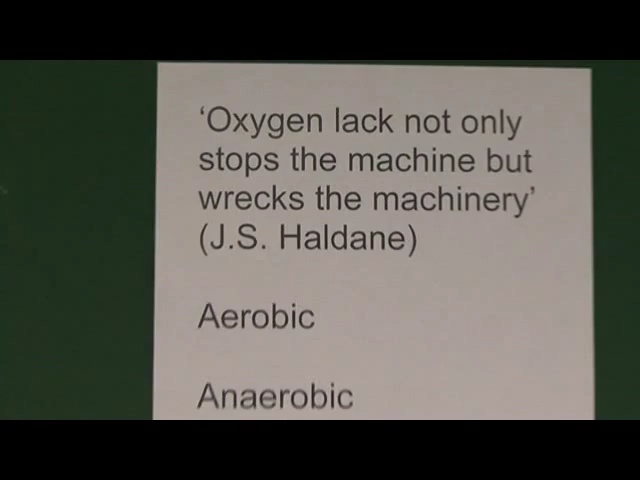 ‘Oxygen lack not only
stops the machine but
wrecks the machinery’
(J.S. Haldane)
Aerobic
Anaerobic